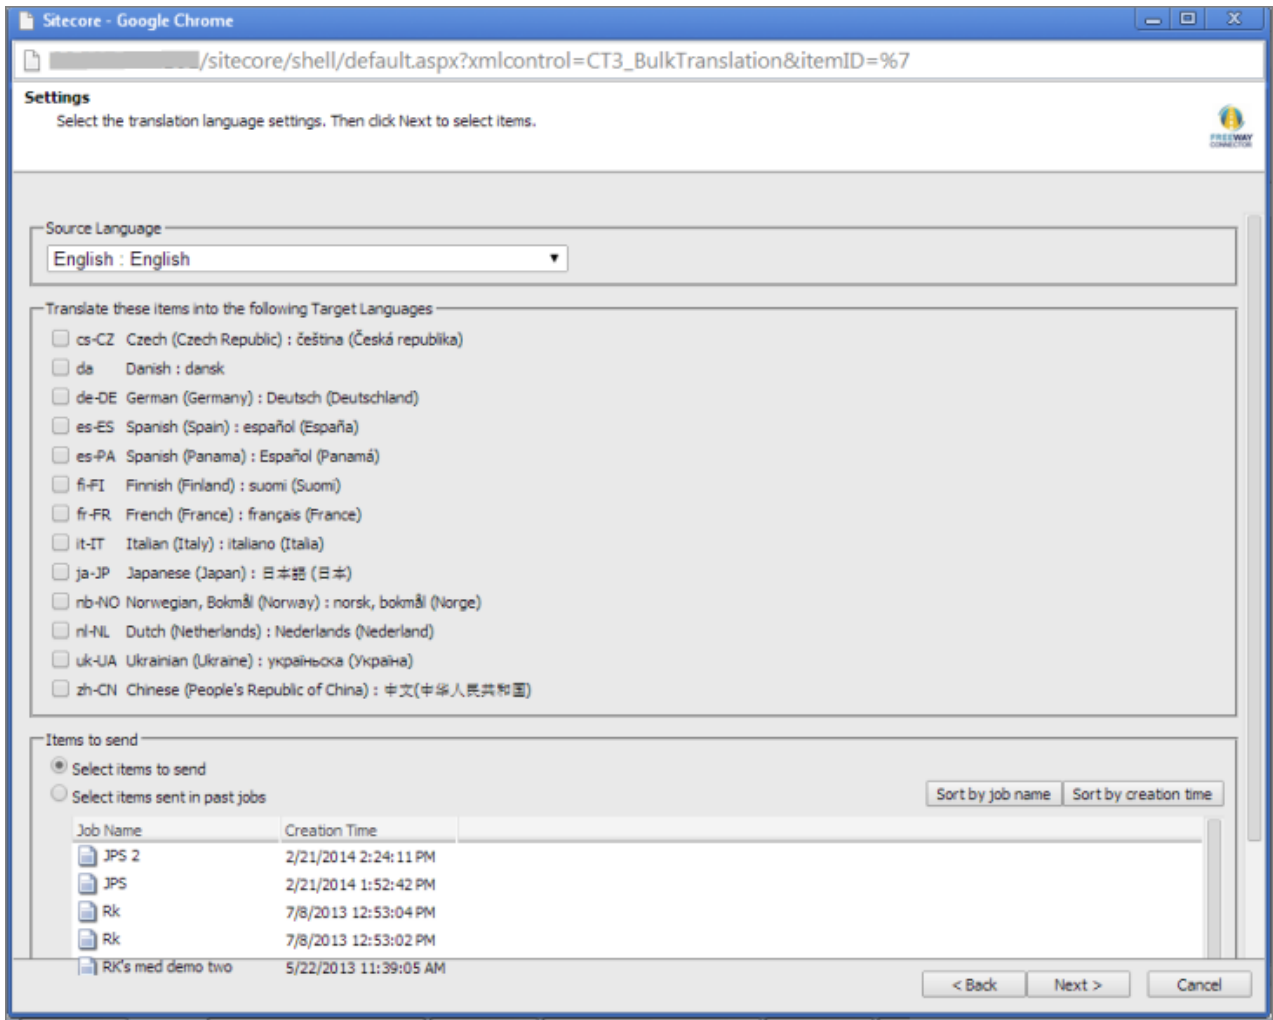 Sitecore - Google Chrome
/sitecore/shell/default.aspx?xmlcontrol=CT3_BulkTranslation&itemID=%7
Settings
Select the translation language settings. Then click Next to select items.
FREEWAY
CONNECTOR
Source Language
English : English
Translate these items into the following Target Languages
cs-CZ Czech (Czech Republic) : čeština (Česká republika)
da Danish : dansk
de-DE German (Germany) : Deutsch (Deutschland)
es-ES Spanish (Spain) : español (España)
es-PA Spanish (Panama) : Español (Panamá)
fi-FI Finnish (Finland) : suomi (Suomi)
fr-FR French (France) : français (France)
it-IT Italian (Italy) : italiano (Italia)
ja-JP Japanese (Japan) : 日本語 (日本)
nb-NO Norwegian, Bokmål (Norway) : norsk, bokmål (Norge)
nl-NL Dutch (Netherlands) : Nederlands (Nederland)
uk-UA Ukrainian (Ukraine) : україньска (Україна)
zh-CN Chinese (People's Republic of China) : 中文(中华人民共和国)
Items to send
Select items to send
Select items sent in past jobs
Sort by job name Sort by creation time
Job Name Creation Time
JPS 2 2/21/2014 2:24:11 PM
JPS 2/21/2014 1:52:42 PM
Rk 7/8/2013 12:53:04 PM
Rk 7/8/2013 12:53:02 PM
RK's med demo two 5/22/2013 11:39:05 AM
< Back Next > Cancel